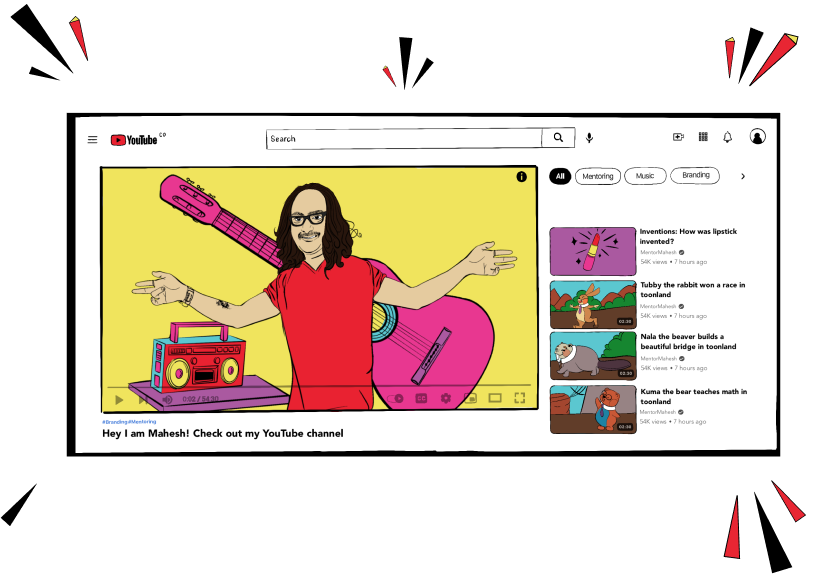 YouTube CO
Search
All
Mentoring
Music
Branding
0:02 / 54:30
CC
#Branding#Mentoring
Hey I am Mahesh! Check out my YouTube channel
Inventions: How was lipstick
invented?
MentorMahesh
54K views • 7 hours ago
Tubby the rabbit won a race in
toonland
MentorMahesh
54K views • 7 hours ago
02:30
Nala the beaver builds a
beautiful bridge in toonland
MentorMahesh
54K views • 7 hours ago
02:30
Kuma the bear teaches math in
toonland
MentorMahesh
54K views • 7 hours ago
02:30